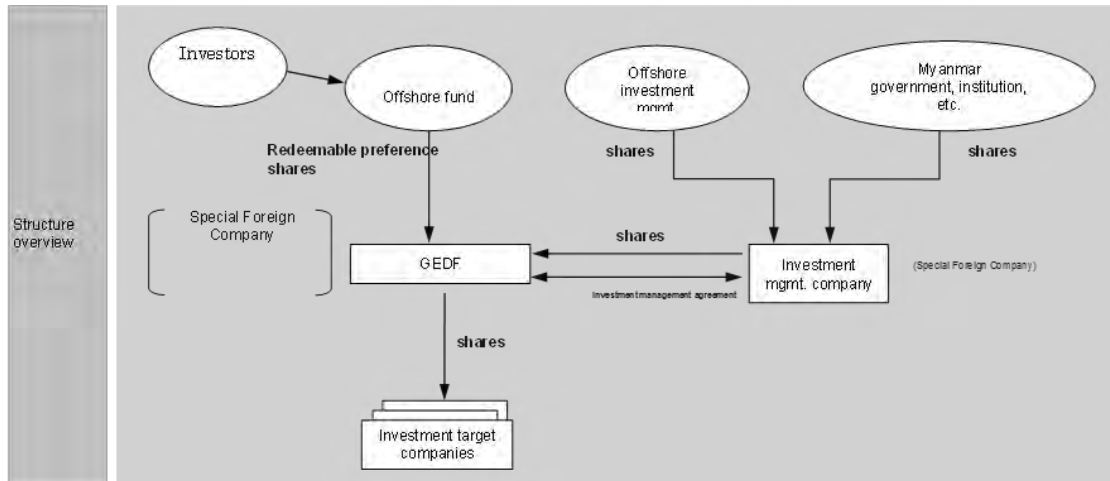 Structure
overview
Investors
Offshore fund
Offshore
investment
mgmt.
Myanmar
government, institution,
etc.
Redeemable preference
shares
shares
shares
Special Foreign
Company
GEDF
shares
Investment management agreement
Investment
mgmt. company
(Special Foreign Company)
shares
Investment target
companies